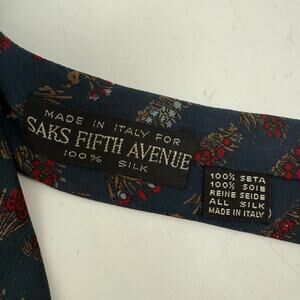 MADE IN ITALY FOR
SAKS FIFTH AVENUE
100% SILK
100% SETA
100% SOIE
REINE SEIDE
ALL SILK
MADE IN ITALY